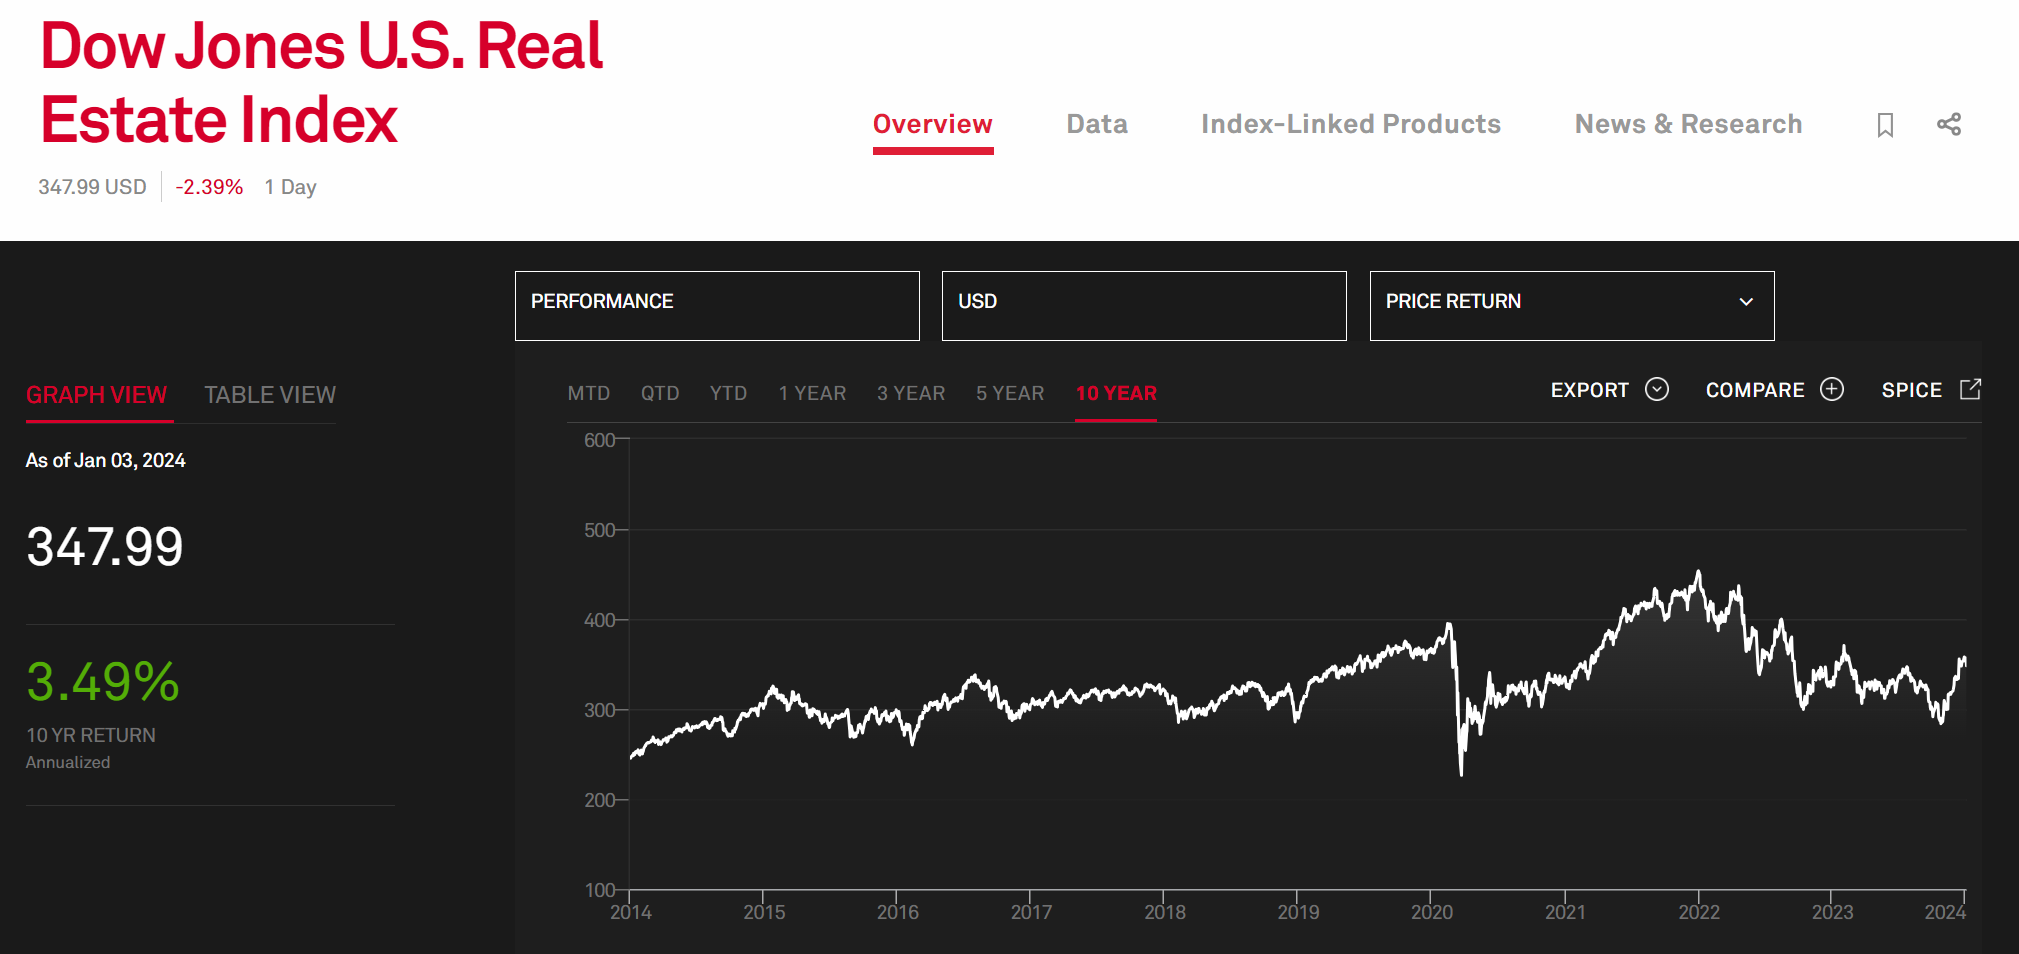 Dow Jones U.S. Real
Estate Index
347.99 USD -2.39% 1 Day
Overview Data Index-Linked Products News & Research
PERFORMANCE USD PRICE RETURN
GRAPH VIEW TABLE VIEW
As of Jan 03, 2024
347.99
3.49%
10 YR RETURN
Annualized
MTD QTD YTD 1 YEAR 3 YEAR 5 YEAR 10 YEAR
EXPORT COMPARE SPICE
600
500
400
300
200
100
2014 2015 2016 2017 2018 2019 2020 2021 2022 2023 2024